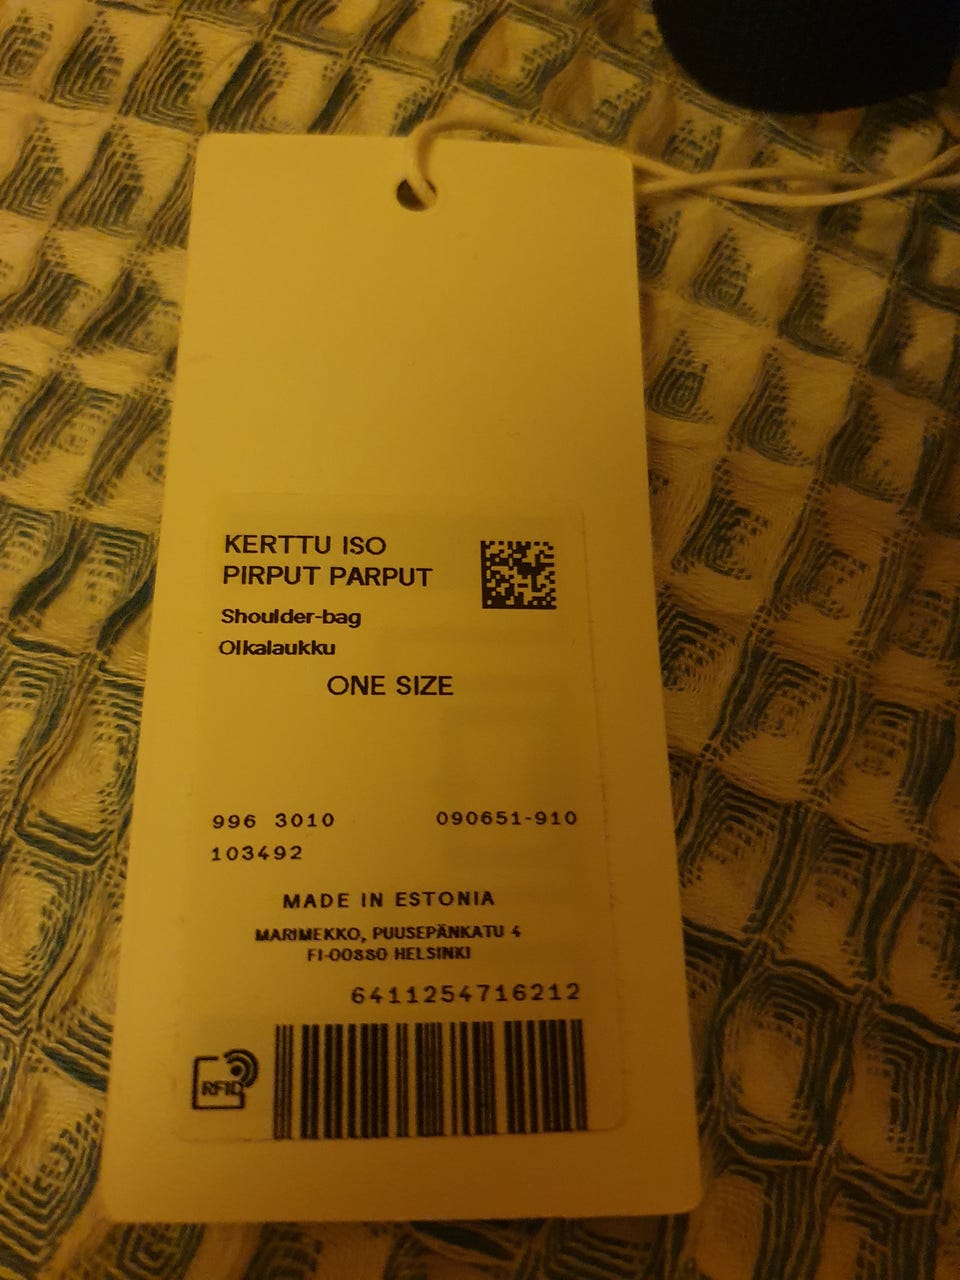 KERTTU ISO
PIRPUT PARPUT
Shoulder-bag
Olkalaukku
ONE SIZE
996 3010 090651-910
103492
MADE IN ESTONIA
MARIMEKKO, PUUSEPÄNKATU 4
FI-00880 HELSINKI
6411254716212
RFID